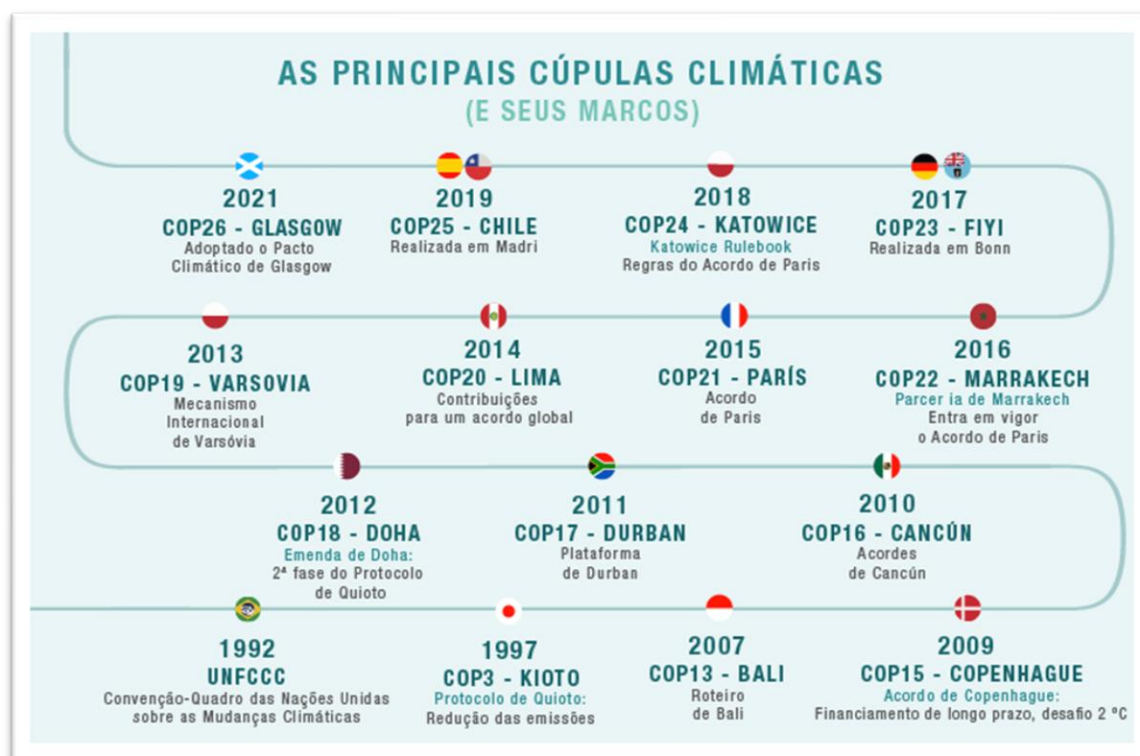 AS PRINCIPAIS CÚPULAS CLIMÁTICAS
(E SEUS MARCOS)
2021
COP26 - GLASGOW
Adoptado o Pacto
Climático de Glasgow
2019
COP25 - CHILE
Realizada em Madri
2018
COP24 - KATOWICE
Katowice Rulebook
Regras do Acordo de Paris
2017
COP23 - FIYI
Realizada em Bonn
2013
COP19 - VARSOVIA
Mecanismo
Internacional
de Varsóvia
2014
COP20 - LIMA
Contribuições
para um acordo global
2015
COP21 - PARÍS
Acordo
de Paris
2016
COP22 - MARRAKECH
Parcer ia de Marrakech
Entra em vigor
o Acordo de Paris
2012
COP18 - DOHA
Emenda de Doha:
2ª fase do Protocolo
de Quioto
2011
COP17 - DURBAN
Plataforma
de Durban
2010
COP16 - CANCÚN
Acordes
de Cancún
1992
UNFCCC
Convenção-Quadro das Nações Unidas
sobre as Mudanças Climáticas
1997
COP3 - KIOTO
Protocolo de Quioto:
Redução das emissões
2007
COP13 - BALI
Roteiro
de Bali
2009
COP15 - COPENHAGUE
Acordo de Copenhague:
Financiamento de longo prazo, desafio 2 ºC